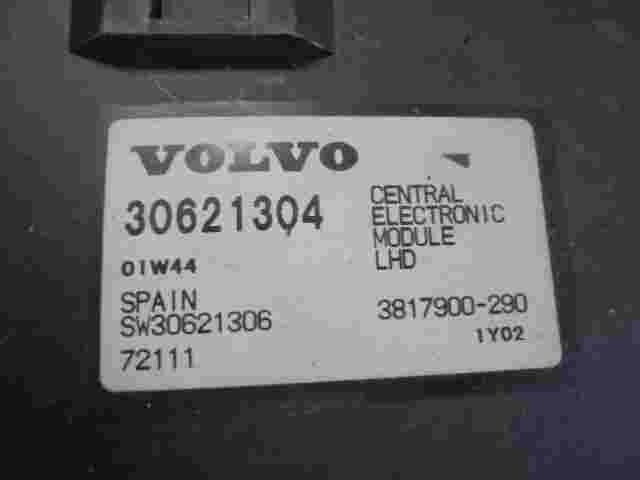 VOLVO
30621304
CENTRAL
ELECTRONIC
MODULE
LHD
01W44
SPAIN
SW30621306
72111
3817900-290
1Y02